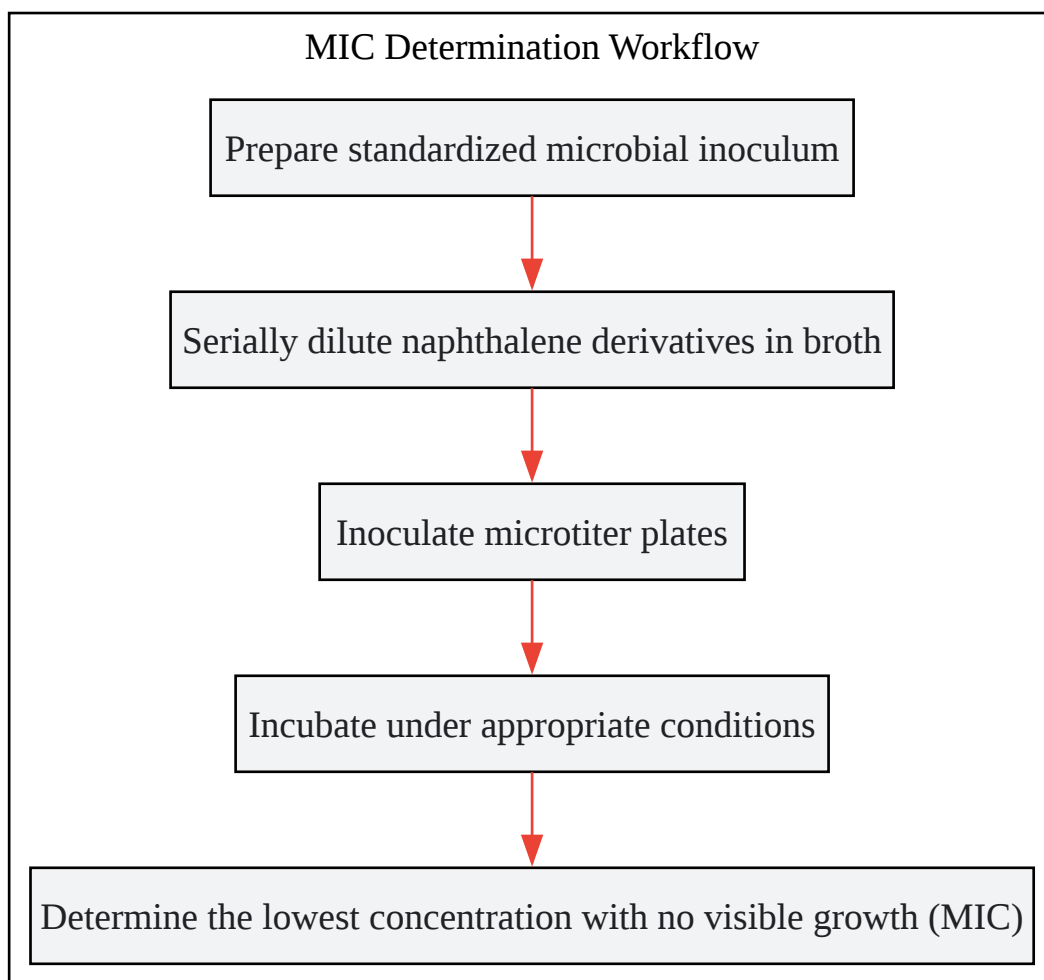 MIC Determination Workflow
Prepare standardized microbial inoculum
Serially dilute naphthalene derivatives in broth
Inoculate microtiter plates
Incubate under appropriate conditions
Determine the lowest concentration with no visible growth (MIC)